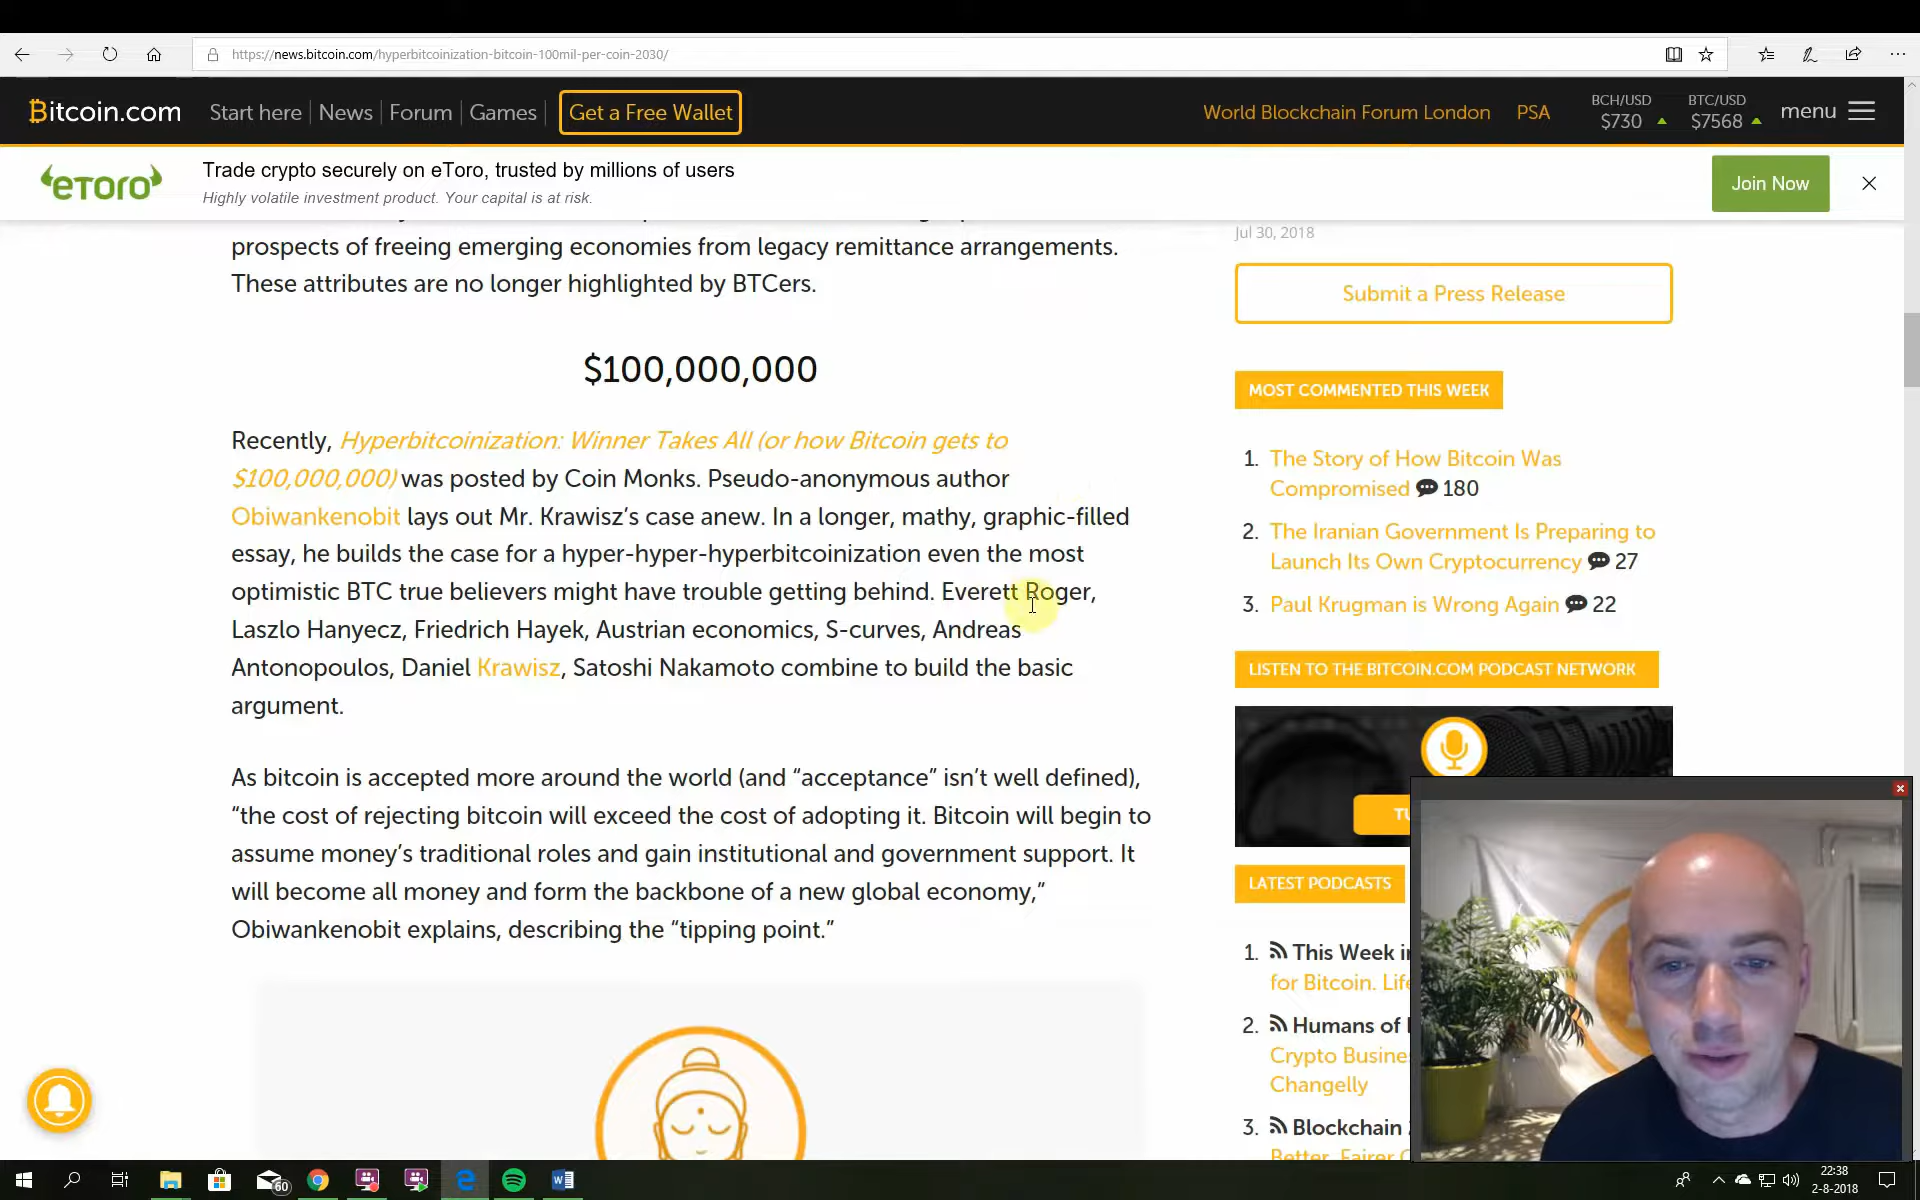 https://news.bitcoin.com/hyperbitcoinization-bitcoin-100mil-per-coin-2030/
Bitcoin.com
Start here
News
Forum
Games
Get a Free Wallet
World Blockchain Forum London
PSA
BCH/USD
$730
BTC/USD
$7568
menu
eToro
Trade crypto securely on eToro, trusted by millions of users
Highly volatile investment product. Your capital is at risk.
Join Now
prospects of freeing emerging economies from legacy remittance arrangements.
These attributes are no longer highlighted by BTCers.
$100,000,000
Recently, Hyperbitcoinization: Winner Takes All (or how Bitcoin gets to
$100,000,000) was posted by Coin Monks. Pseudo-anonymous author
Obiwankenobit lays out Mr. Krawisz’s case anew. In a longer, mathy, graphic-filled
essay, he builds the case for a hyper-hyper-hyperbitcoinization even the most
optimistic BTC true believers might have trouble getting behind. Everett Roger,
Laszlo Hanyecz, Friedrich Hayek, Austrian economics, S-curves, Andreas
Antonopoulos, Daniel Krawisz, Satoshi Nakamoto combine to build the basic
argument.
As bitcoin is accepted more around the world (and “acceptance” isn’t well defined),
“the cost of rejecting bitcoin will exceed the cost of adopting it. Bitcoin will begin to
assume money’s traditional roles and gain institutional and government support. It
will become all money and form the backbone of a new global economy,”
Obiwankenobit explains, describing the “tipping point.”
Jul 30, 2018
Submit a Press Release
MOST COMMENTED THIS WEEK
1. The Story of How Bitcoin Was
Compromised 180
2. The Iranian Government Is Preparing to
Launch Its Own Cryptocurrency 27
3. Paul Krugman is Wrong Again 22
LISTEN TO THE BITCOIN.COM PODCAST NETWORK
LATEST PODCASTS
1. This Week in
for Bitcoin. Life
2. Humans of
Crypto Busine
Changelly
3. Blockchain
Better, Fairer
60
22:38
2-8-2018